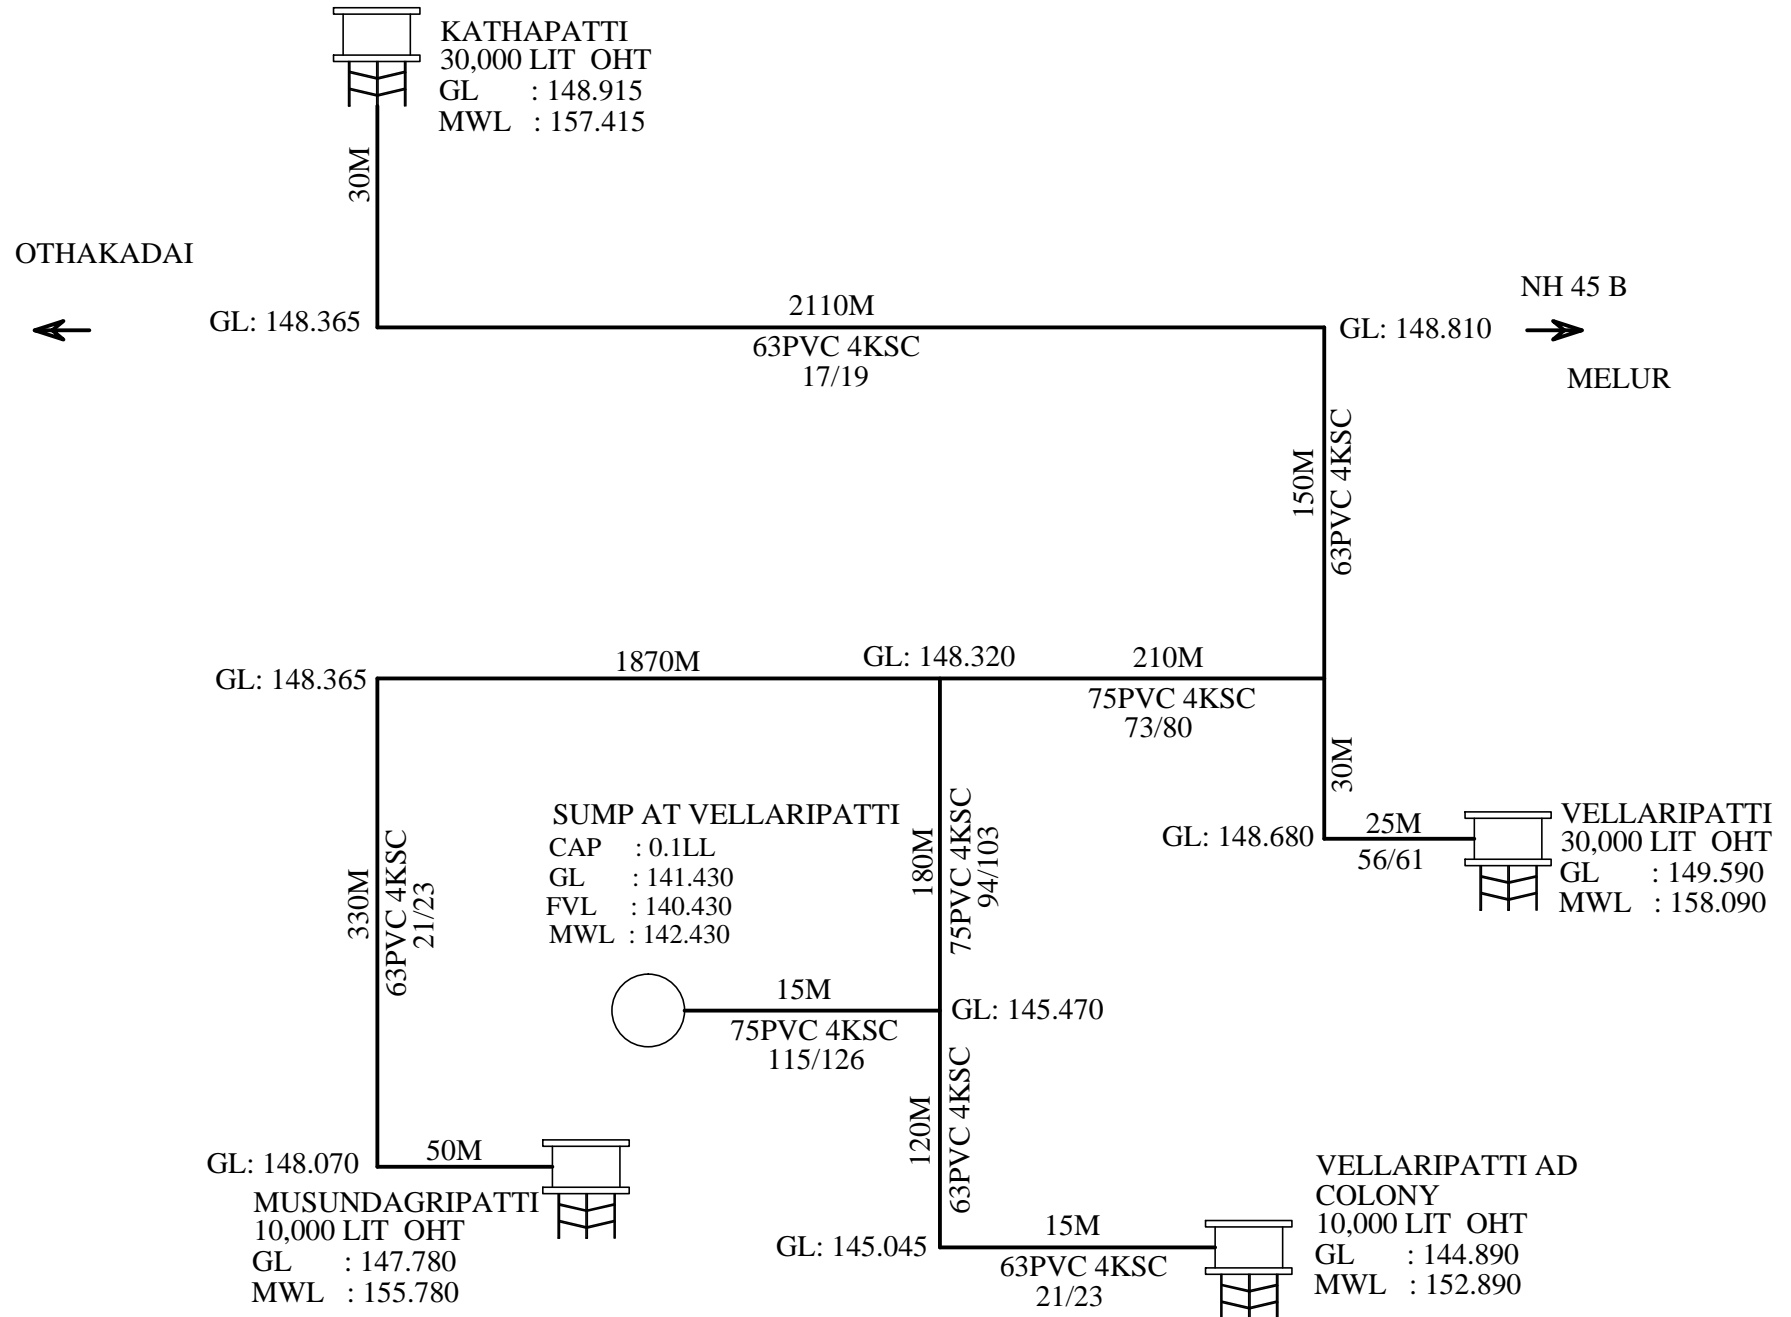 KATHAPATTI
30,000 LIT OHT
GL : 148.915
MWL : 157.415
30M
OTHAKADAI
GL: 148.365
2110M
63PVC 4KSC
17/19
GL: 148.810
NH 45 B
MELUR
150M
63PVC 4KSC
GL: 148.365
1870M
GL: 148.320
210M
75PVC 4KSC
73/80
30M
GL: 148.680
25M
56/61
VELLARIPATTI
30,000 LIT OHT
GL : 149.590
MWL : 158.090
SUMP AT VELLARIPATTI
CAP : 0.1LL
GL : 141.430
FVL : 140.430
MWL : 142.430
180M
75PVC 4KSC
94/103
330M
63PVC 4KSC
21/23
15M
75PVC 4KSC
115/126
GL: 145.470
120M
63PVC 4KSC
GL: 148.070
50M
MUSUNDAGRIPATTI
10,000 LIT OHT
GL : 147.780
MWL : 155.780
GL: 145.045
15M
63PVC 4KSC
21/23
VELLARIPATTI AD
COLONY
10,000 LIT OHT
GL : 144.890
MWL : 152.890